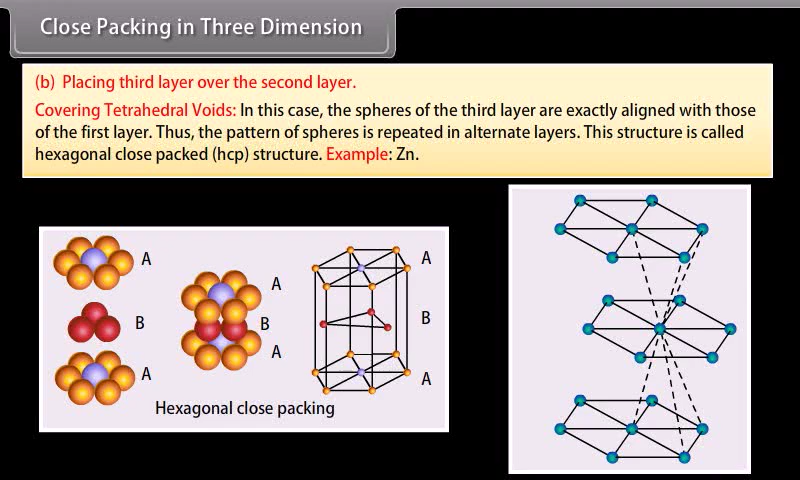 Close Packing in Three Dimension
(b) Placing third layer over the second layer.
Covering Tetrahedral Voids: In this case, the spheres of the third layer are exactly aligned with those
of the first layer. Thus, the pattern of spheres is repeated in alternate layers. This structure is called
hexagonal close packed (hcp) structure. Example: Zn.
A
B
A
A
B
A
A
B
A
Hexagonal close packing